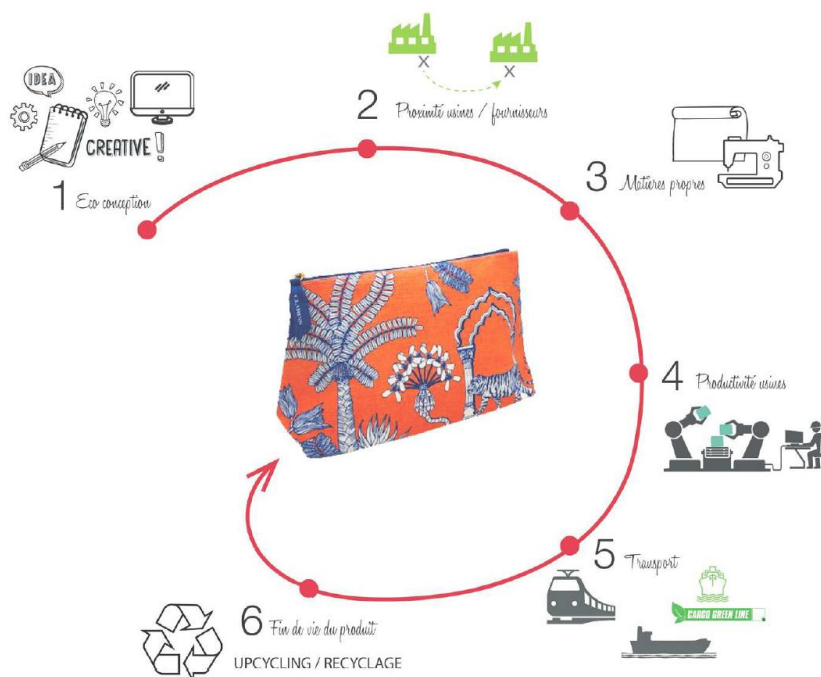 IDEA
CREATIVE !
1 Eco conception
2 Proximité usines / fournisseurs
X
X
3 Matières propres
4 Productivité usines
5 Transport
CARGO GREEN LINE
6 Fin de vie du produit
UPCYCLING / RECYCLAGE